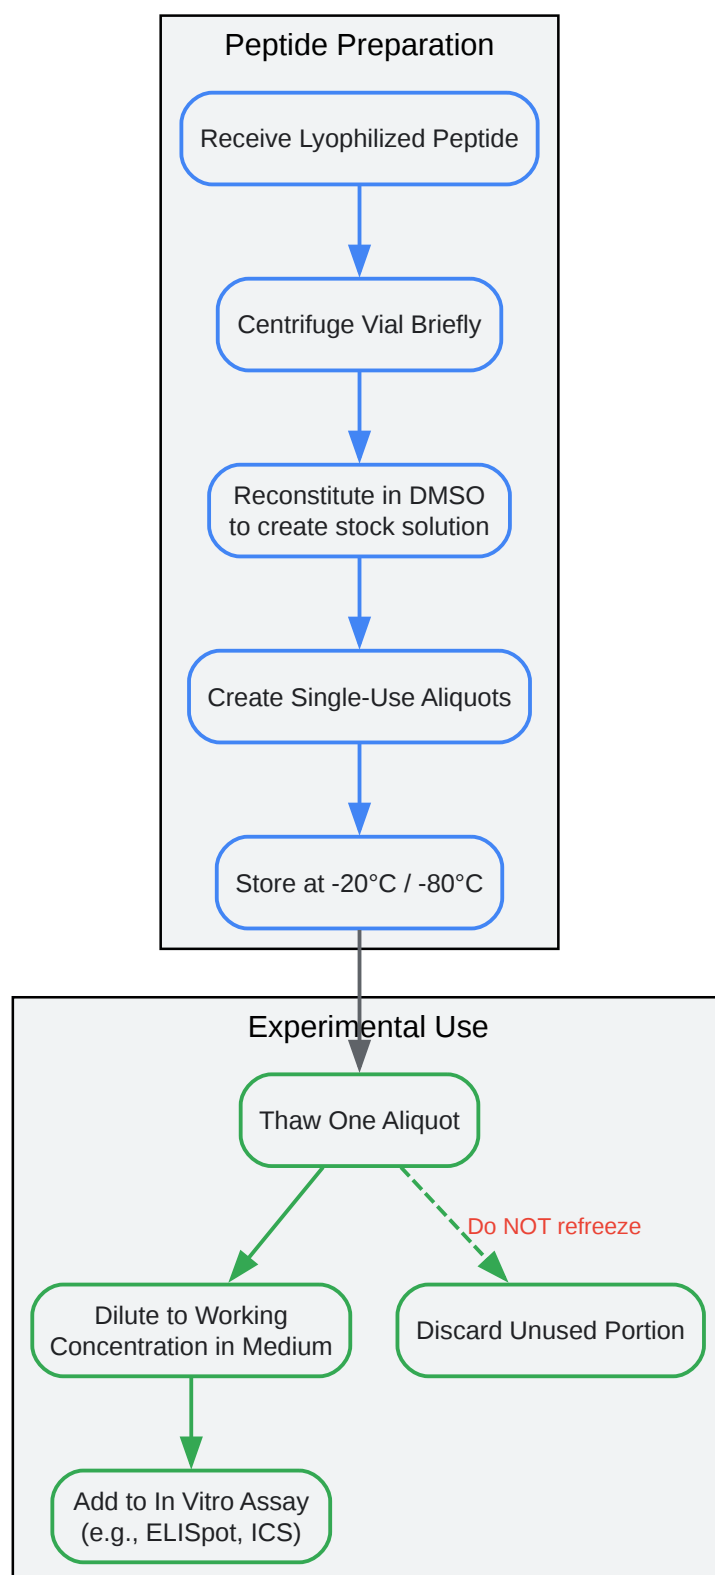 Peptide Preparation
Receive Lyophilized Peptide
Centrifuge Vial Briefly
Reconstitute in DMSO
to create stock solution
Create Single-Use Aliquots
Store at -20°C / -80°C
Experimental Use
Thaw One Aliquot
Do NOT refreeze
Dilute to Working
Concentration in Medium
Discard Unused Portion
Add to In Vitro Assay
(e.g., ELISpot, ICS)